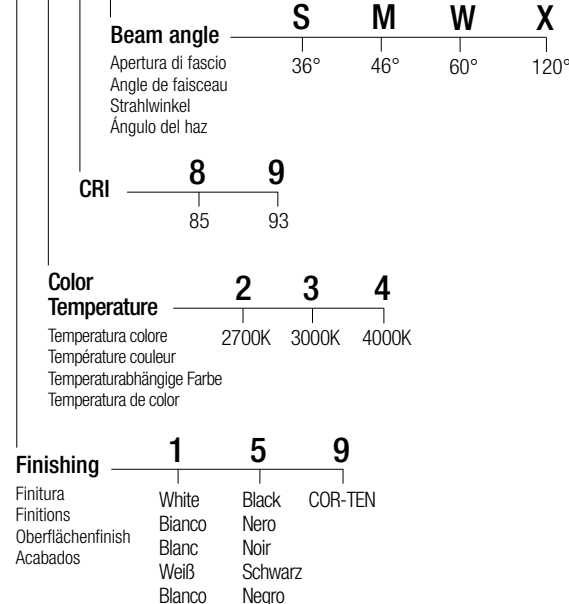 S M W X
Beam angle
36° 46° 60° 120°
Apertura di fascio
Angle de faisceau
Strahlwinkel
Ángulo del haz
8 9
CRI
85 93
Color
Temperature
2 3 4
2700K 3000K 4000K
Temperatura colore
Température couleur
Temperaturabhängige Farbe
Temperatura de color
1 5 9
Finishing
Finitura
Finitions
Oberflächenfinish
Acabados
White Black COR-TEN
Bianco Nero
Blanc Noir
Weiß Schwarz
Blanco Negro